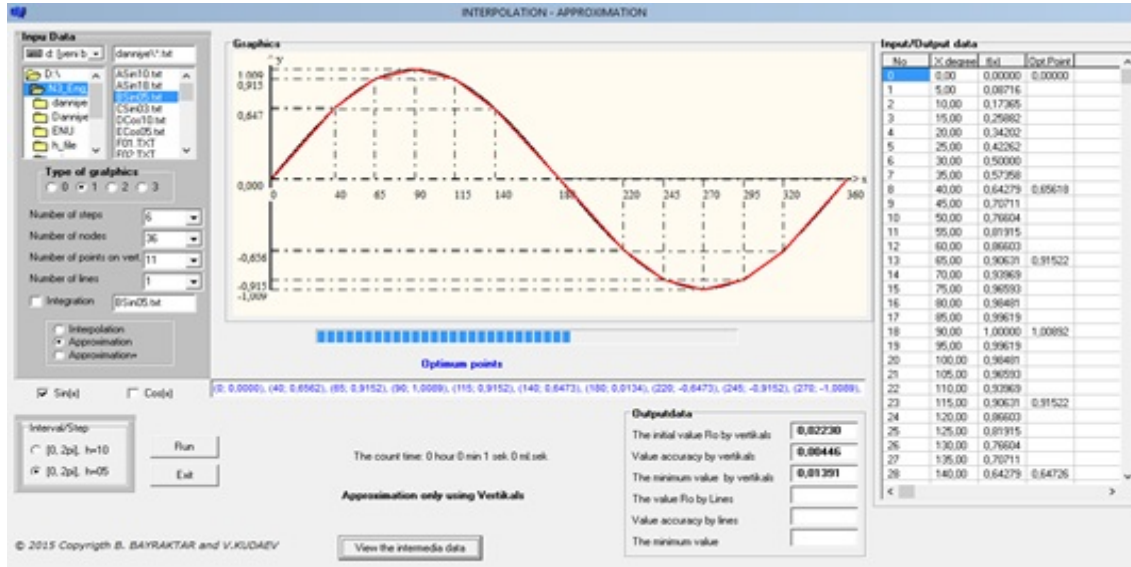 INTERPOLATION - APPROXIMATION
Inpu Data
d: [yeni b
danniye\*.txt
D:\
N3_Eng_
danniye
Danniye
ENU
h_file
ASin10.txt
ASin18.txt
BSin05.txt
CSin03.txt
DCos10.txt
ECos05.txt
F01.TXT
F02.TXT
Type of gralphics
0 1 2 3
Number of steps 6
Number of nodes 36
Number of points on vert. 11
Number of lines 1
Integration BSin05.txt
Interpolation
Approximation
Approximation+
Sin(x) Cos(x)
Interval/Step
[0, 2pi], h=10
[0, 2pi], h=05
Run
Exit
© 2015 Copyrigth B. BAYRAKTAR and V.KUDAEV
Graphics
y
1,009
0,915
0,647
0,000
-0,656
-0,915
-1,009
0 40 65 90 115 140 180 220 245 270 295 320 360
x
Optimum points
(0; 0,0000), (40; 0,6562), (65; 0,9152), (90; 1,0089), (115; 0,9152), (140; 0,6473), (180; 0,0134), (220; -0,6473), (245; -0,9152), (270; -1,0089),
The count time: 0 hour 0 min 1 sek. 0 mil.sek.
Approximation only using Vertikals
View the intermedia data
Outputdata
The initial value Ro by vertikals 0,02230
Value accuracy by vertikals 0,00446
The minimum value by vertikals 0,01391
The value Ro by Lines
Value accuracy by lines
The minimum value
Input/Output data
No X degree f(x) Opt.Point
0 0,00 0,00000 0,00000
1 5,00 0,08716
2 10,00 0,17365
3 15,00 0,25882
4 20,00 0,34202
5 25,00 0,42262
6 30,00 0,50000
7 35,00 0,57358
8 40,00 0,64279 0,65618
9 45,00 0,70711
10 50,00 0,76604
11 55,00 0,81915
12 60,00 0,86603
13 65,00 0,90631 0,91522
14 70,00 0,93969
15 75,00 0,96593
16 80,00 0,98481
17 85,00 0,99619
18 90,00 1,00000 1,00892
19 95,00 0,99619
20 100,00 0,98481
21 105,00 0,96593
22 110,00 0,93969
23 115,00 0,90631 0,91522
24 120,00 0,86603
25 125,00 0,81915
26 130,00 0,76604
27 135,00 0,70711
28 140,00 0,64279 0,64726